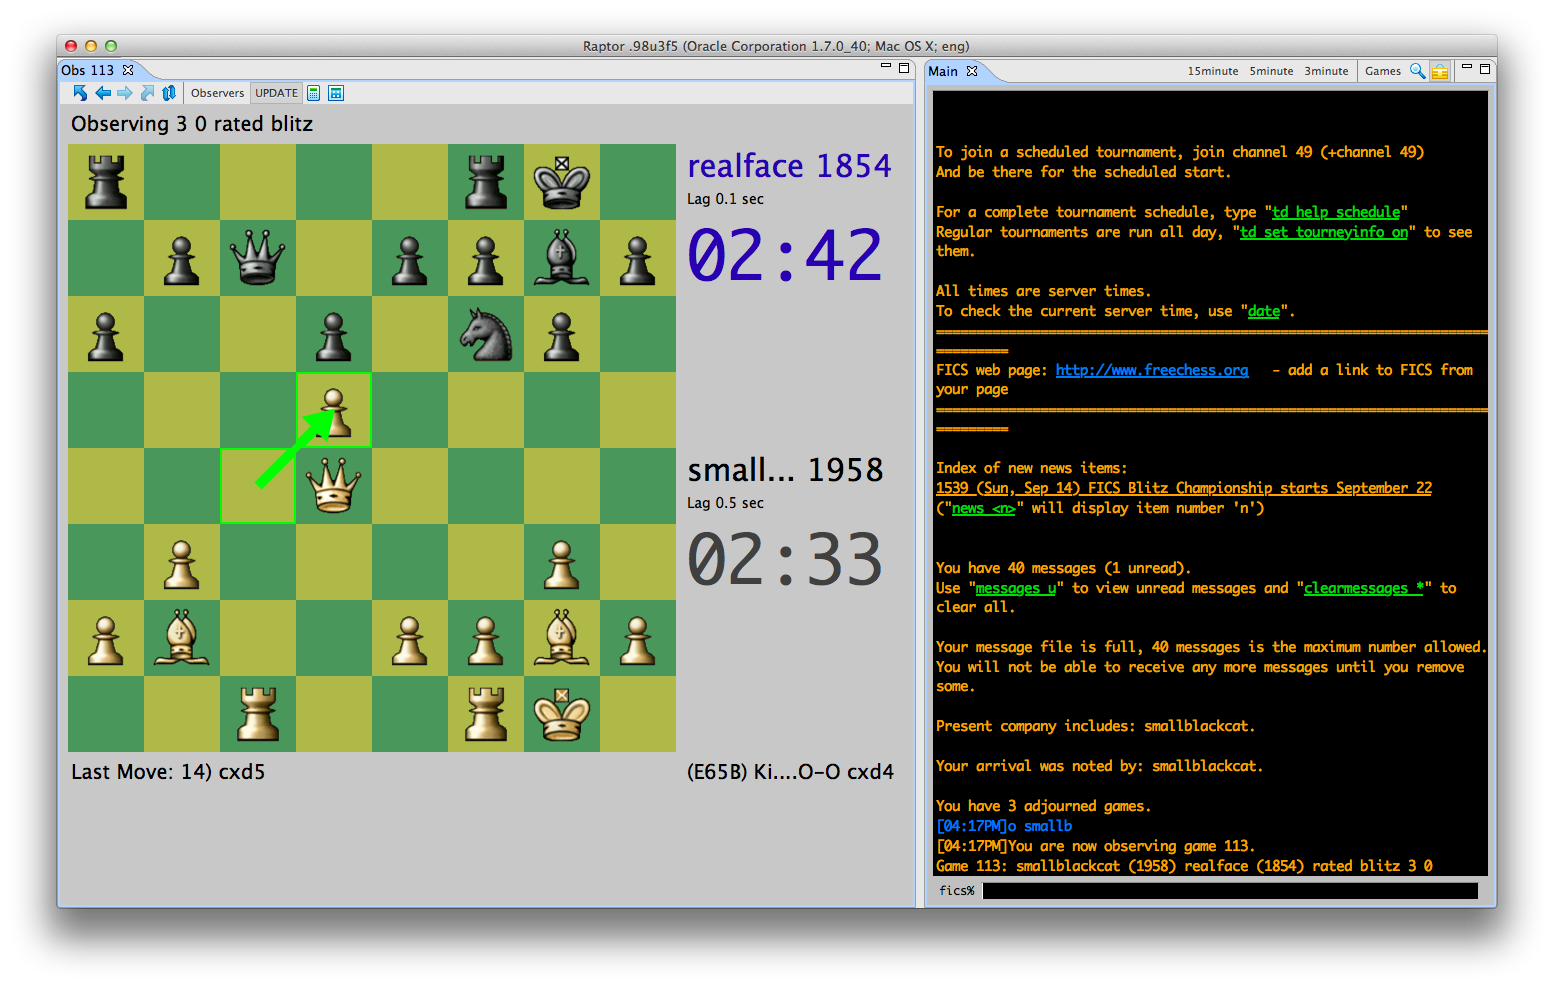 Raptor .98u3f5 (Oracle Corporation 1.7.0_40; Mac OS X; eng)
Obs 113
Observers UPDATE
Observing 3 0 rated blitz
realface 1854
Lag 0.1 sec
02:42
small... 1958
Lag 0.5 sec
02:33
Last Move: 14) cxd5
(E65B) Ki....O-O cxd4
Main
15minute 5minute 3minute Games
To join a scheduled tournament, join channel 49 (+channel 49)
And be there for the scheduled start.
For a complete tournament schedule, type "td help schedule"
Regular tournaments are run all day, "td set tourneyinfo on" to see
them.
All times are server times.
To check the current server time, use "date".
======================================================================
=========
FICS web page: http://www.freechess.org - add a link to FICS from
your page
======================================================================
=========
Index of new news items:
1539 (Sun, Sep 14) FICS Blitz Championship starts September 22
("news <n>" will display item number 'n')
You have 40 messages (1 unread).
Use "messages u" to view unread messages and "clearmessages *" to
clear all.
Your message file is full, 40 messages is the maximum number allowed.
You will not be able to receive any more messages until you remove
some.
Present company includes: smallblackcat.
Your arrival was noted by: smallblackcat.
You have 3 adjourned games.
[04:17PM]o smallb
[04:17PM]You are now observing game 113.
Game 113: smallblackcat (1958) realface (1854) rated blitz 3 0
fics%